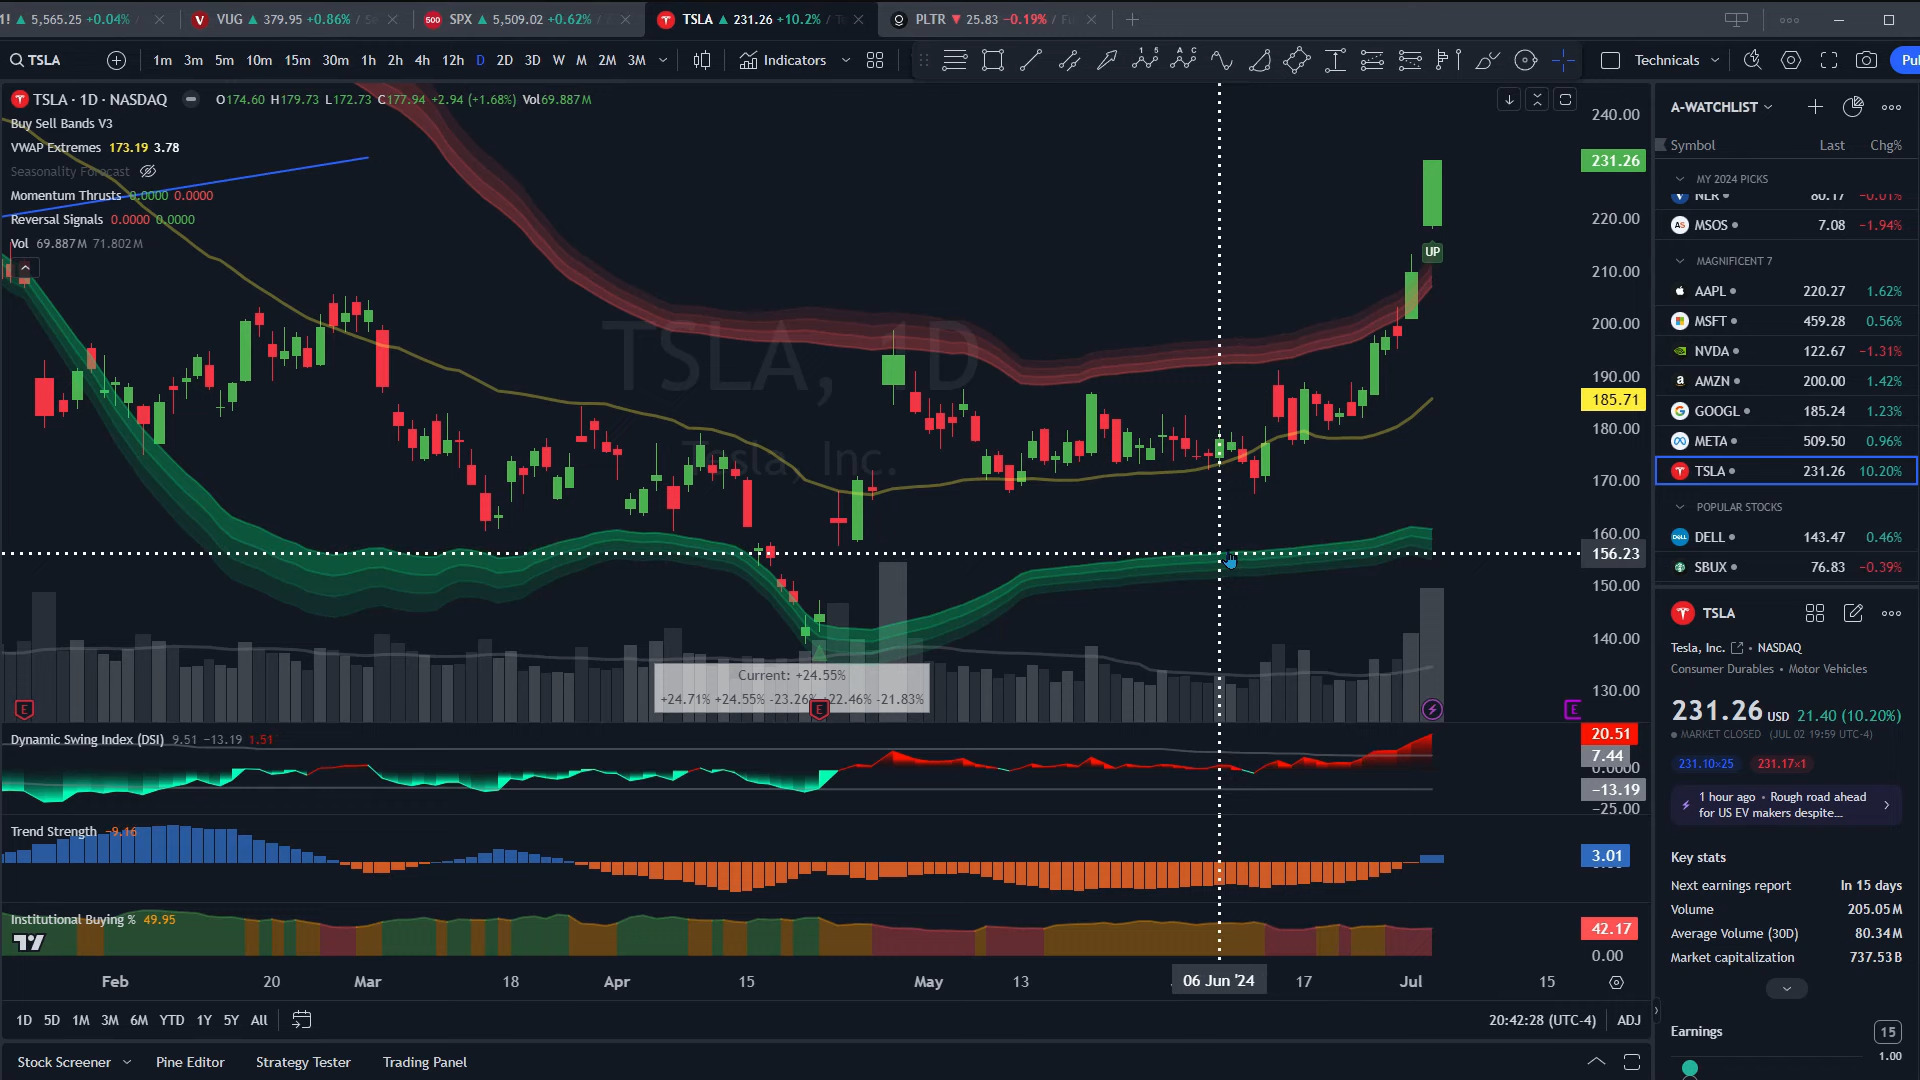 1! ▲ 5,565.25 +0.04% /
VUG ▲ 379.95 +0.86% /
500 SPX ▲ 5,509.02 +0.62% /
TSLA ▲ 231.26 +10.2% /
PLTR ▼ 25.83 −0.19% /
TSLA
1m 3m 5m 10m 15m 30m 1h 2h 4h 12h D 2D 3D W M 2M 3M
Indicators
Technicals
Pu
TSLA · 1D · NASDAQ
O174.60 H179.73 L172.73 C177.94 +2.94 (+1.68%) Vol69.887M
Buy Sell Bands V3
VWAP Extremes 173.19 3.78
Seasonality Forecast
Momentum Thrusts 0.0000 0.0000
Reversal Signals 0.0000 0.0000
Vol 69.887M 71.802M
TSLA, 1D
Tesla, Inc.
UP
240.00
231.26
220.00
210.00
200.00
190.00
185.71
180.00
170.00
160.00
156.23
150.00
140.00
130.00
Current: +24.55%
+24.71% +24.55% -23.26% +22.46% -21.83%
E
E
E
Dynamic Swing Index (DSI) 9.51 −13.19 1.51
20.51
7.44
0.0000
−13.19
−25.00
Trend Strength −9.16
3.01
Institutional Buying % 49.95
42.17
0.00
Feb 20 Mar 18 Apr 15 May 13 06 Jun '24 17 Jul 15
1D 5D 1M 3M 6M YTD 1Y 5Y All
20:42:28 (UTC-4) ADJ
Stock Screener Pine Editor Strategy Tester Trading Panel
A-WATCHLIST
Symbol Last Chg%
MY 2024 PICKS
NLR 80.17 −0.01%
MSOS 7.08 −1.94%
MAGNIFICENT 7
AAPL 220.27 1.62%
MSFT 459.28 0.56%
NVDA 122.67 −1.31%
AMZN 200.00 1.42%
GOOGL 185.24 1.23%
META 509.50 0.96%
TSLA 231.26 10.20%
POPULAR STOCKS
DELL 143.47 0.46%
SBUX 76.83 −0.39%
TSLA
Tesla, Inc. • NASDAQ
Consumer Durables • Motor Vehicles
231.26 USD 21.40 (10.20%)
MARKET CLOSED (JUL 02 19:59 UTC-4)
231.10×25 231.17×1
1 hour ago • Rough road ahead
for US EV makers despite...
Key stats
Next earnings report In 15 days
Volume 205.05M
Average Volume (30D) 80.34M
Market capitalization 737.53B
Earnings 15
1.00